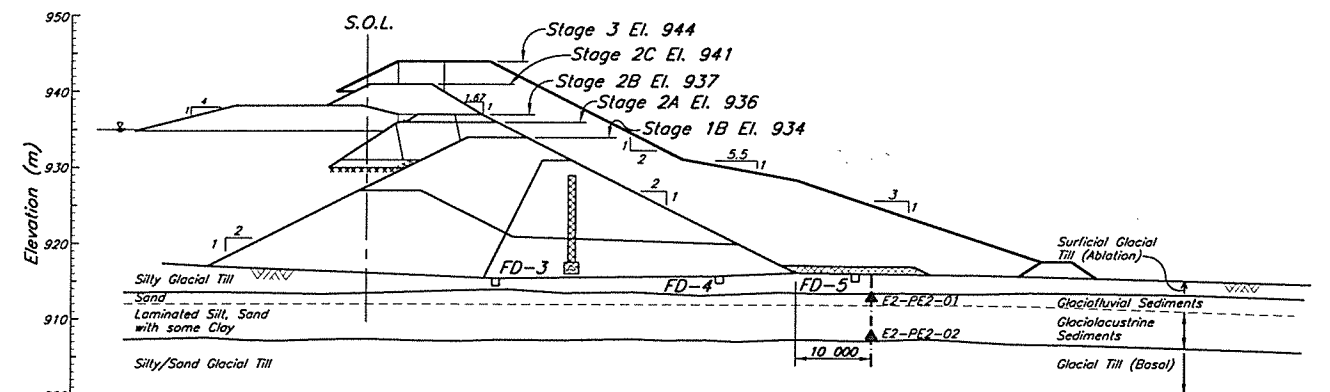 950
S.O.L.
Stage 3 El. 944
Stage 2C El. 941
Stage 2B El. 937
Stage 2A El. 936
Stage 1B El. 934
940
930
920
910
Elevation (m)
1 4
1.67 1
1 2
5.5 1
2 1
3 1
1 2
Surficial Glacial
Till (Ablation)
FD-3
FD-4
FD-5
Silty Glacial Till
Sand
Laminated Silt, Sand
with some Clay
Silty/Sand Glacial Till
E2-PE2-01
E2-PE2-02
10 000
Glaciofluvial Sediments
Glaciolacustrine
Sediments
Glacial Till (Basal)